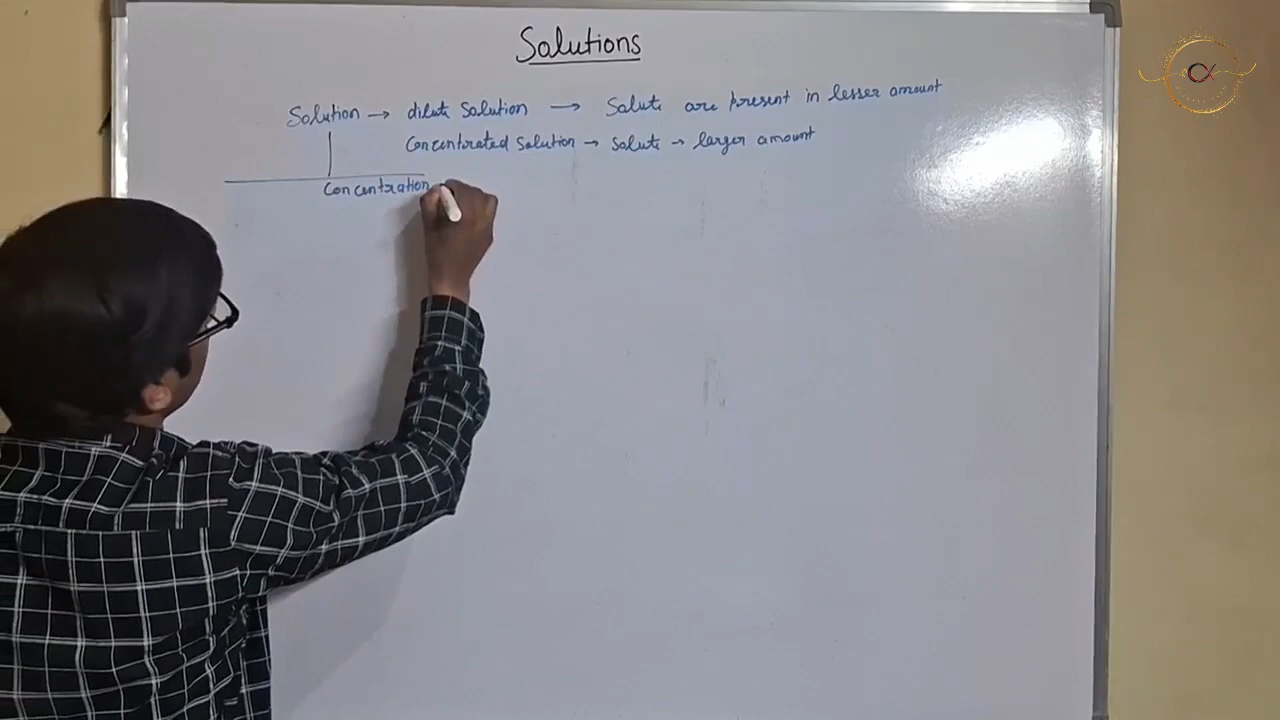 Solutions
Solution → dilute solution → Solute are present in lesser amount
Concentrated solution → solute → larger amount
Concentration